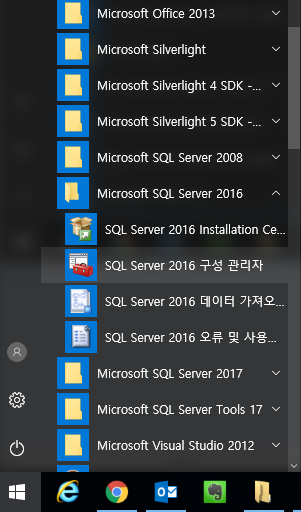 Microsoft Office 2013
Microsoft Silverlight
Microsoft Silverlight 4 SDK -...
Microsoft Silverlight 5 SDK -...
Microsoft SQL Server 2008
Microsoft SQL Server 2016
SQL Server 2016 Installation Ce...
SQL Server 2016 구성 관리자
SQL Server 2016 데이터 가져오...
SQL Server 2016 오류 및 사용...
Microsoft SQL Server 2017
Microsoft SQL Server Tools 17
Microsoft Visual Studio 2012